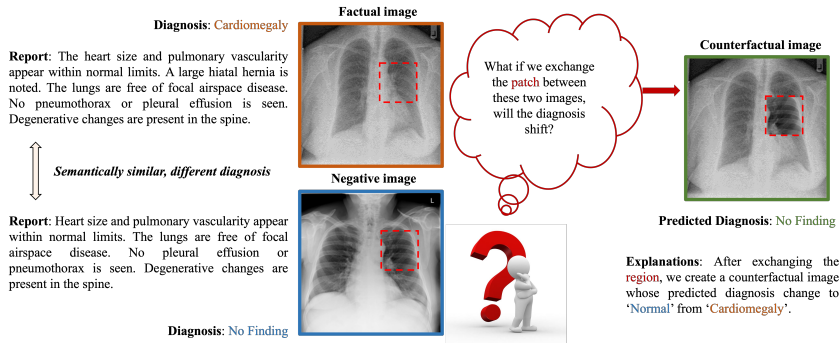 Diagnosis: Cardiomegaly
Report: The heart size and pulmonary vascularity
appear within normal limits. A large hiatal hernia is
noted. The lungs are free of focal airspace disease.
No pneumothorax or pleural effusion is seen.
Degenerative changes are present in the spine.
Semantically similar, different diagnosis
Report: Heart size and pulmonary vascularity appear
within normal limits. The lungs are free of focal
airspace disease. No pleural effusion or
pneumothorax is seen. Degenerative changes are
present in the spine.
Diagnosis: No Finding
Factual image
Negative image
L
What if we exchange
the patch between
these two images,
will the diagnosis
shift?
Counterfactual image
Predicted Diagnosis: No Finding
Explanations: After exchanging the
region, we create a counterfactual image
whose predicted diagnosis change to
‘Normal’ from ‘Cardiomegaly’.